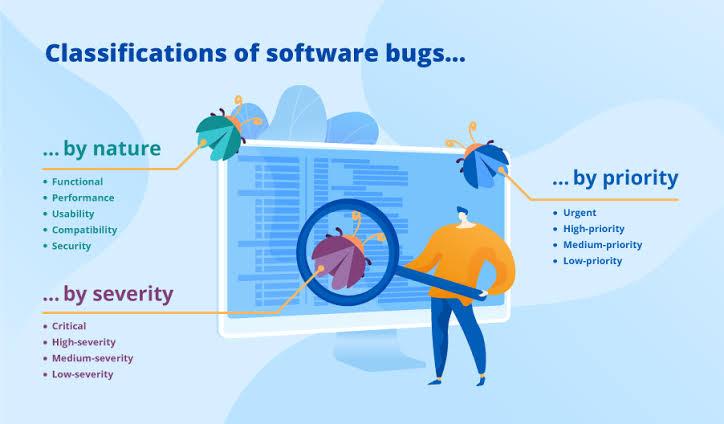 Classifications of software bugs...
...by nature
• Functional
• Performance
• Usability
• Compatibility
• Security
...by severity
• Critical
• High-severity
• Medium-severity
• Low-severity
...by priority
• Urgent
• High-priority
• Medium-priority
• Low-priority